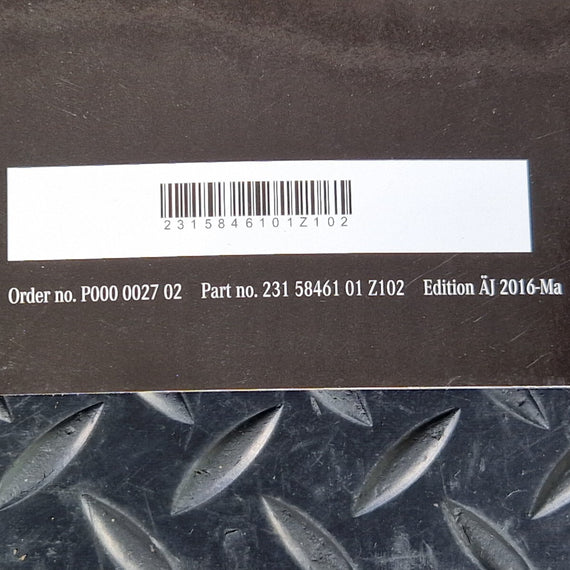 2315846101Z102
Order no. P000 0027 02 Part no. 231 58461 01 Z102 Edition ÄJ 2016-Ma